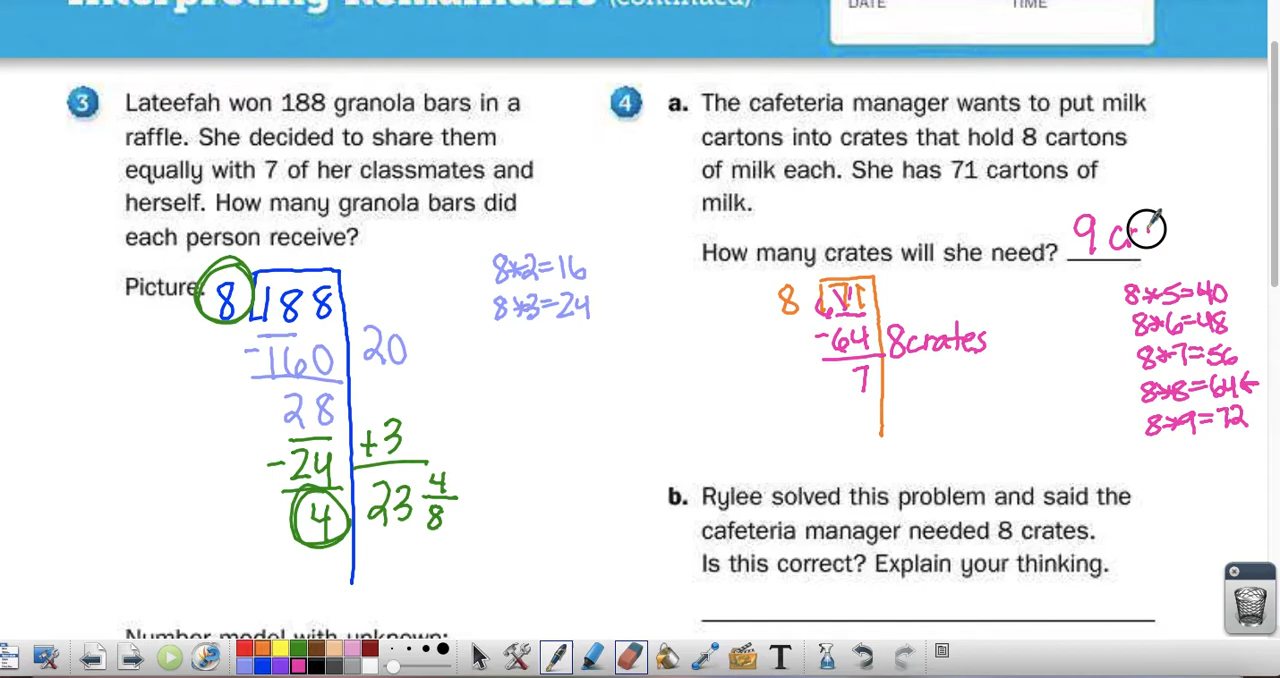 Interpreting Remainders (continued)
DATE TIME
3 Lateefah won 188 granola bars in a
raffle. She decided to share them
equally with 7 of her classmates and
herself. How many granola bars did
each person receive?
Picture:
8 188
-160 20
28
-24 +3
4 23 4/8
8*2=16
8*3=24
Number model with unknown:
4 a. The cafeteria manager wants to put milk
cartons into crates that hold 8 cartons
of milk each. She has 71 cartons of
milk.
How many crates will she need? 9
8 71
-64 8crates
7
8*5=40
8*6=48
8*7=56
8*8=64←
8*9=72
b. Rylee solved this problem and said the
cafeteria manager needed 8 crates.
Is this correct? Explain your thinking.
T